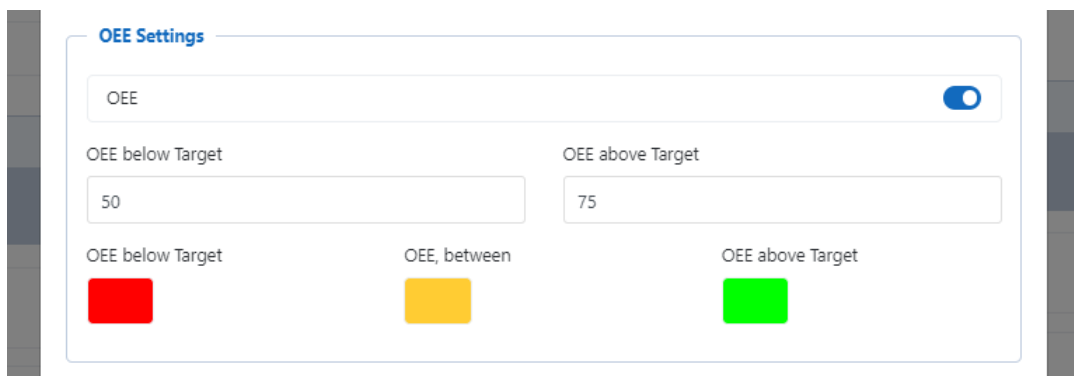 OEE Settings
OEE
OEE below Target OEE above Target
50 75
OEE below Target OEE, between OEE above Target